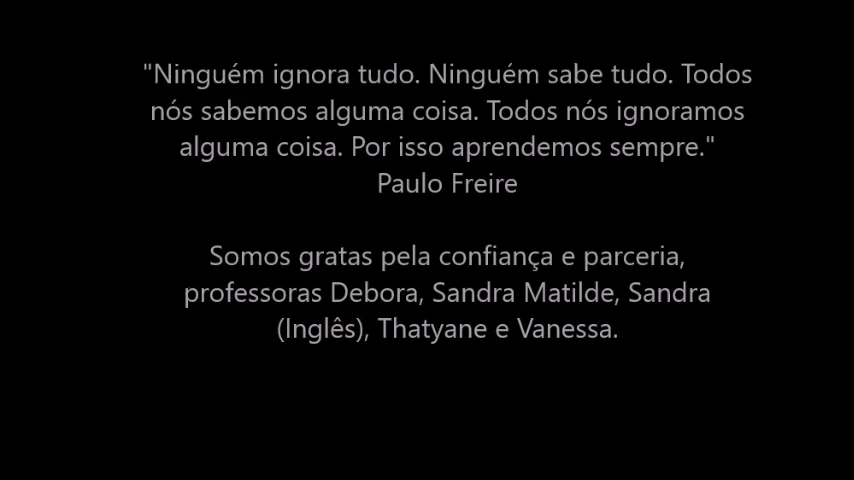 "Ninguém ignora tudo. Ninguém sabe tudo. Todos
nós sabemos alguma coisa. Todos nós ignoramos
alguma coisa. Por isso aprendemos sempre."
Paulo Freire
Somos gratas pela confiança e parceria,
professoras Debora, Sandra Matilde, Sandra
(Inglês), Thatyane e Vanessa.